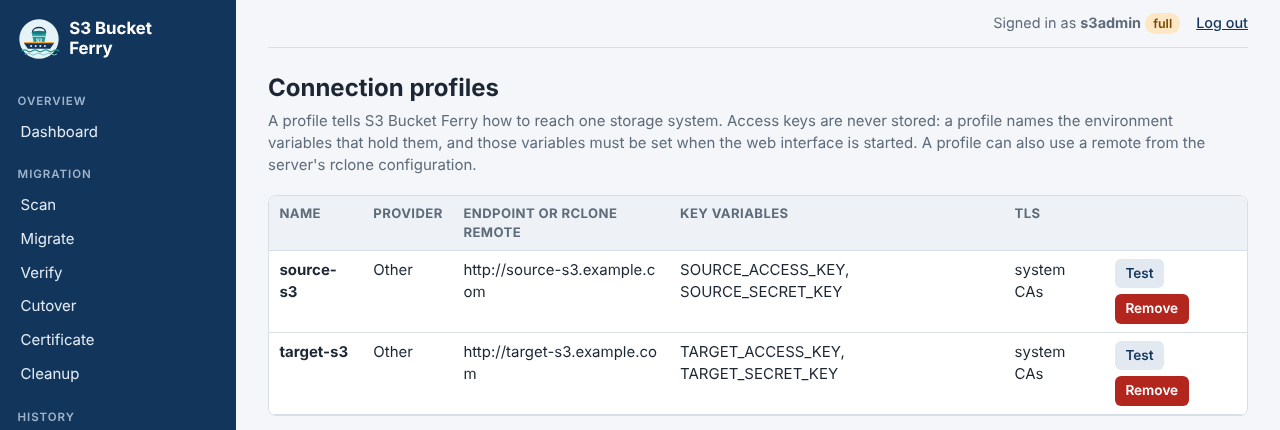 S3 Bucket
Ferry
Signed in as s3admin full Log out
OVERVIEW
Dashboard
MIGRATION
Scan
Migrate
Verify
Cutover
Certificate
Cleanup
HISTORY
Connection profiles
A profile tells S3 Bucket Ferry how to reach one storage system. Access keys are never stored: a profile names the environment
variables that hold them, and those variables must be set when the web interface is started. A profile can also use a remote from the
server's rclone configuration.
NAME PROVIDER ENDPOINT OR RCLONE KEY VARIABLES TLS
REMOTE
source- Other http://source-s3.example.c SOURCE_ACCESS_KEY, system Test
s3 om SOURCE_SECRET_KEY CAs
Remove
target-s3 Other http://target-s3.example.co TARGET_ACCESS_KEY, system Test
m TARGET_SECRET_KEY CAs
Remove